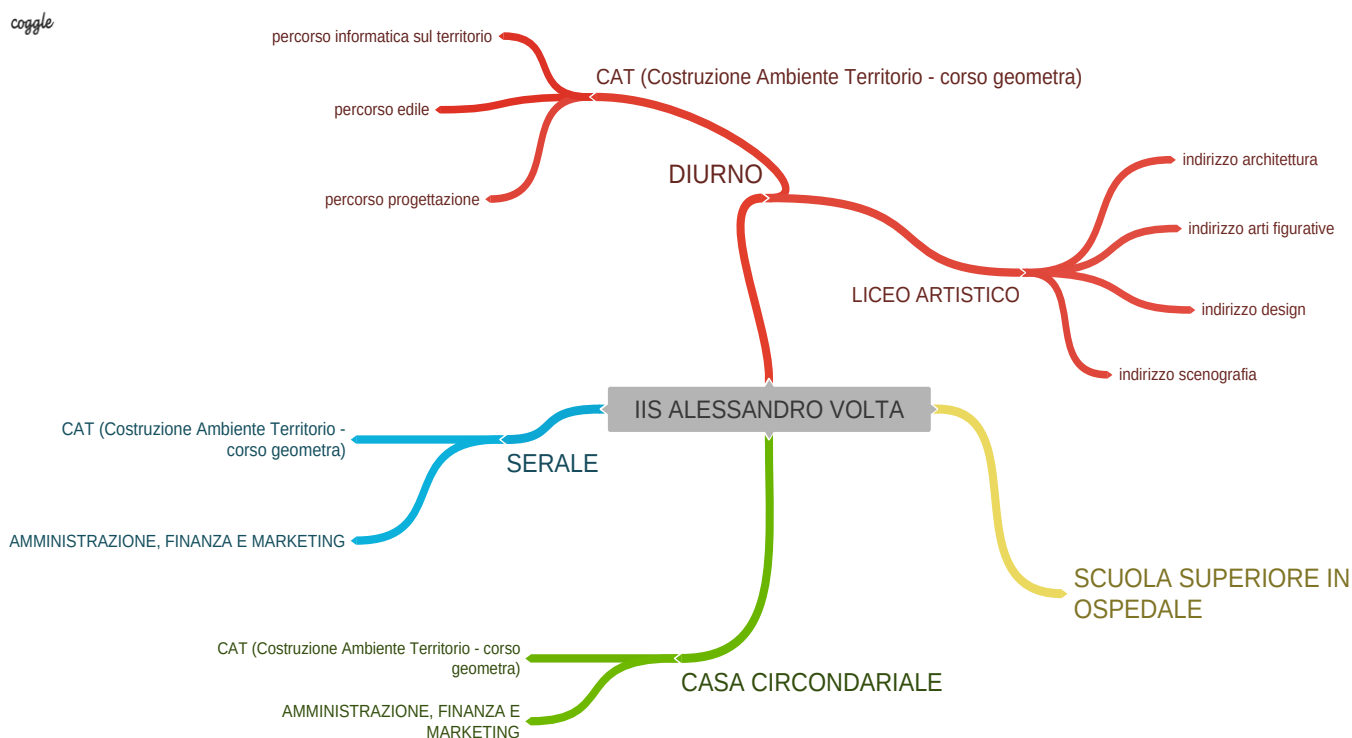 coggle
percorso informatica sul territorio
CAT (Costruzione Ambiente Territorio - corso geometra)
percorso edile
percorso progettazione
DIURNO
indirizzo architettura
indirizzo arti figurative
LICEO ARTISTICO
indirizzo design
indirizzo scenografia
IIS ALESSANDRO VOLTA
CAT (Costruzione Ambiente Territorio -
corso geometra)
SERALE
AMMINISTRAZIONE, FINANZA E MARKETING
SCUOLA SUPERIORE IN
OSPEDALE
CAT (Costruzione Ambiente Territorio - corso
geometra)
CASA CIRCONDARIALE
AMMINISTRAZIONE, FINANZA E
MARKETING